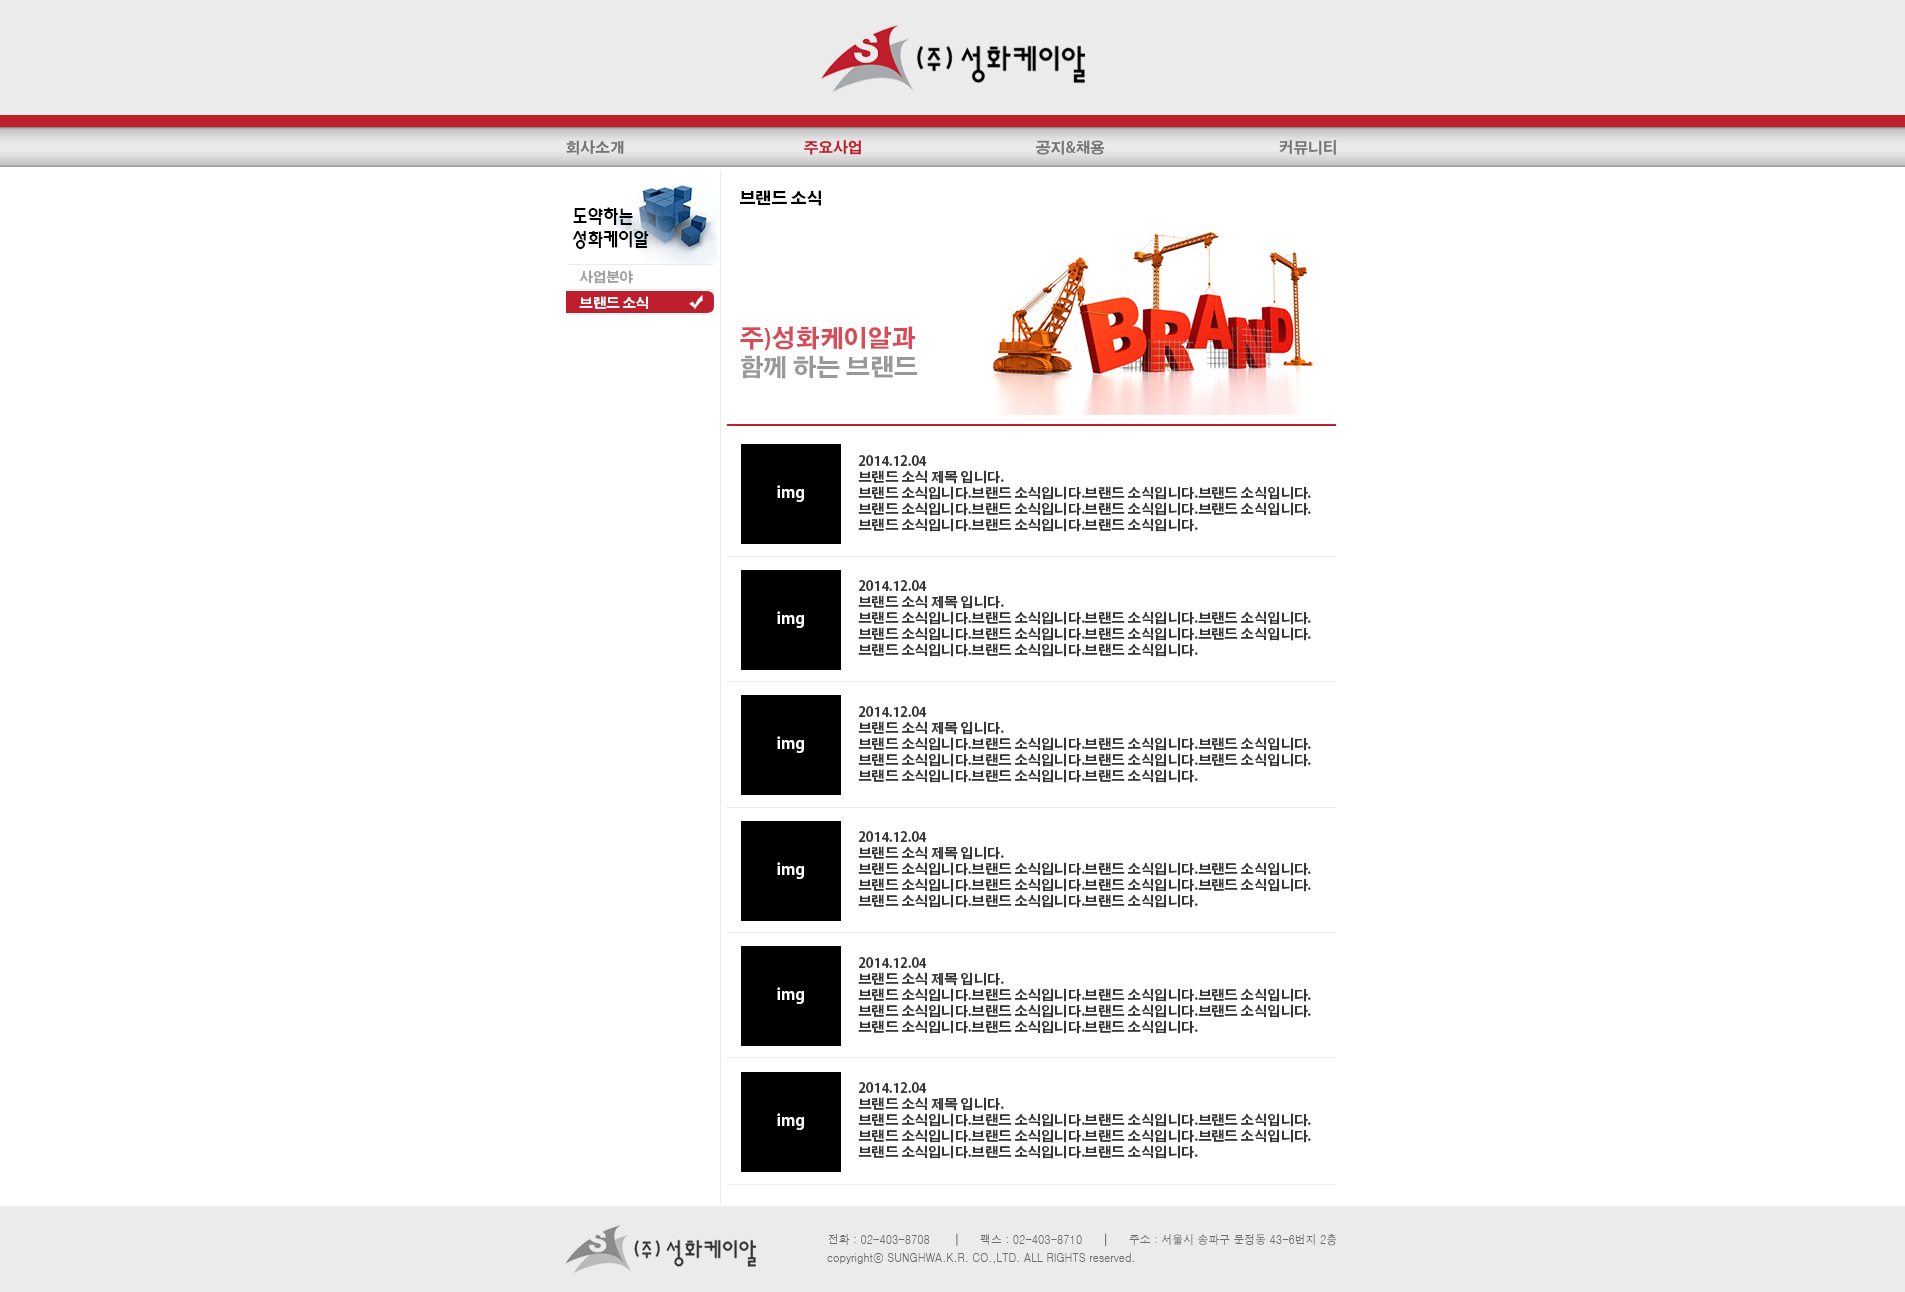 S (주) 성화케이알
회사소개 주요사업 공지&채용 커뮤니티
도약하는
성화케이알
사업분야
브랜드 소식
브랜드 소식
BRAND
주)성화케이알과
함께 하는 브랜드
img
2014.12.04
브랜드 소식 제목 입니다.
브랜드 소식입니다.브랜드 소식입니다.브랜드 소식입니다.브랜드 소식입니다.
브랜드 소식입니다.브랜드 소식입니다.브랜드 소식입니다.브랜드 소식입니다.
브랜드 소식입니다.브랜드 소식입니다.브랜드 소식입니다.
img
2014.12.04
브랜드 소식 제목 입니다.
브랜드 소식입니다.브랜드 소식입니다.브랜드 소식입니다.브랜드 소식입니다.
브랜드 소식입니다.브랜드 소식입니다.브랜드 소식입니다.브랜드 소식입니다.
브랜드 소식입니다.브랜드 소식입니다.브랜드 소식입니다.
img
2014.12.04
브랜드 소식 제목 입니다.
브랜드 소식입니다.브랜드 소식입니다.브랜드 소식입니다.브랜드 소식입니다.
브랜드 소식입니다.브랜드 소식입니다.브랜드 소식입니다.브랜드 소식입니다.
브랜드 소식입니다.브랜드 소식입니다.브랜드 소식입니다.
img
2014.12.04
브랜드 소식 제목 입니다.
브랜드 소식입니다.브랜드 소식입니다.브랜드 소식입니다.브랜드 소식입니다.
브랜드 소식입니다.브랜드 소식입니다.브랜드 소식입니다.브랜드 소식입니다.
브랜드 소식입니다.브랜드 소식입니다.브랜드 소식입니다.
img
2014.12.04
브랜드 소식 제목 입니다.
브랜드 소식입니다.브랜드 소식입니다.브랜드 소식입니다.브랜드 소식입니다.
브랜드 소식입니다.브랜드 소식입니다.브랜드 소식입니다.브랜드 소식입니다.
브랜드 소식입니다.브랜드 소식입니다.브랜드 소식입니다.
img
2014.12.04
브랜드 소식 제목 입니다.
브랜드 소식입니다.브랜드 소식입니다.브랜드 소식입니다.브랜드 소식입니다.
브랜드 소식입니다.브랜드 소식입니다.브랜드 소식입니다.브랜드 소식입니다.
브랜드 소식입니다.브랜드 소식입니다.브랜드 소식입니다.
S (주) 성화케이알
전화 : 02-403-8708 | 팩스 : 02-403-8710 | 주소 : 서울시 송파구 문정동 43-6번지 2층
copyrightⓒ SUNGHWA.K.R. CO.,LTD. ALL RIGHTS reserved.